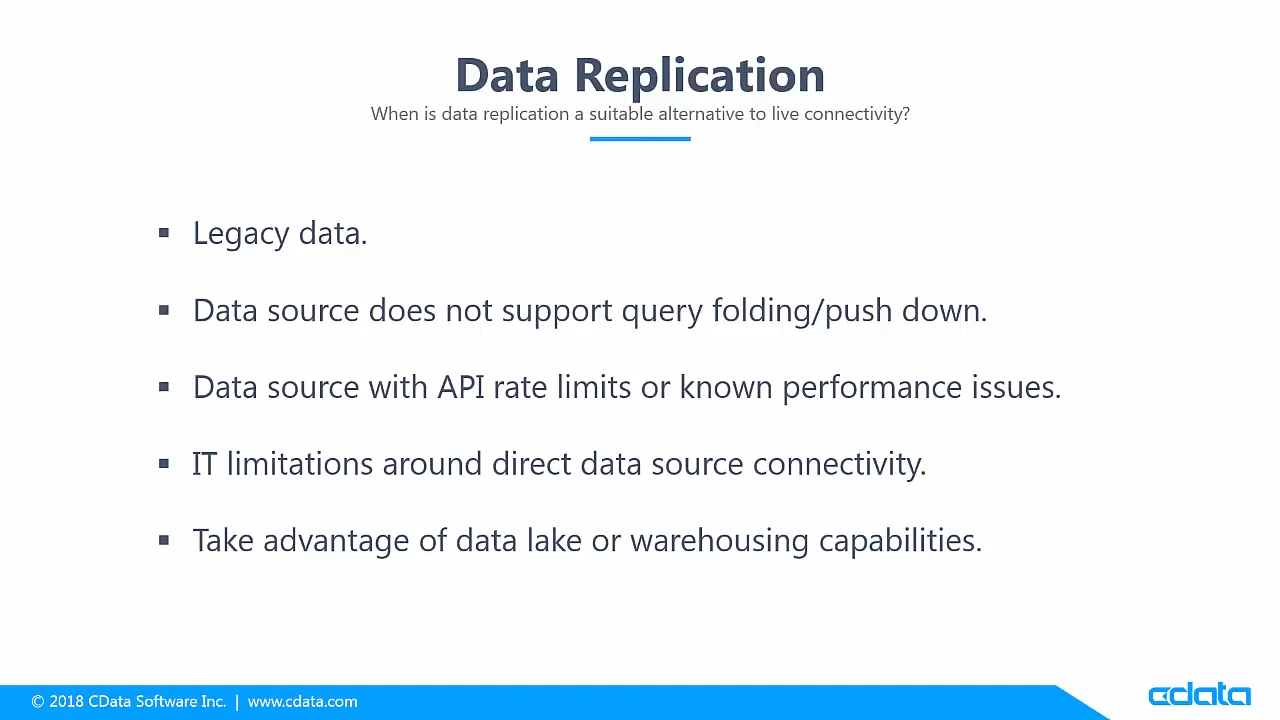 Data Replication
When is data replication a suitable alternative to live connectivity?
▪ Legacy data.
▪ Data source does not support query folding/push down.
▪ Data source with API rate limits or known performance issues.
▪ IT limitations around direct data source connectivity.
▪ Take advantage of data lake or warehousing capabilities.
© 2018 CData Software Inc. | www.cdata.com
cdata